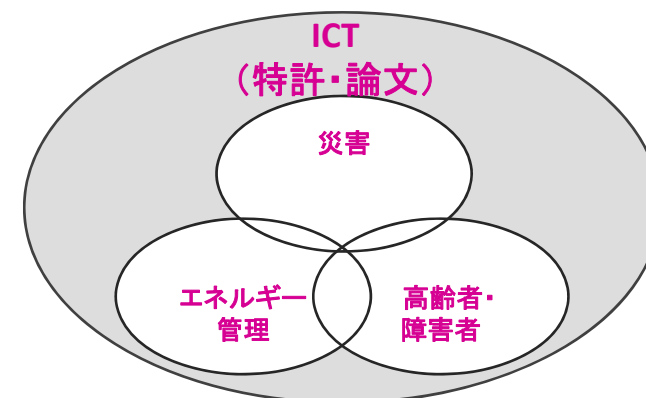 ICT
（特許・論文）
災害
エネルギー
管理
高齢者・
障害者